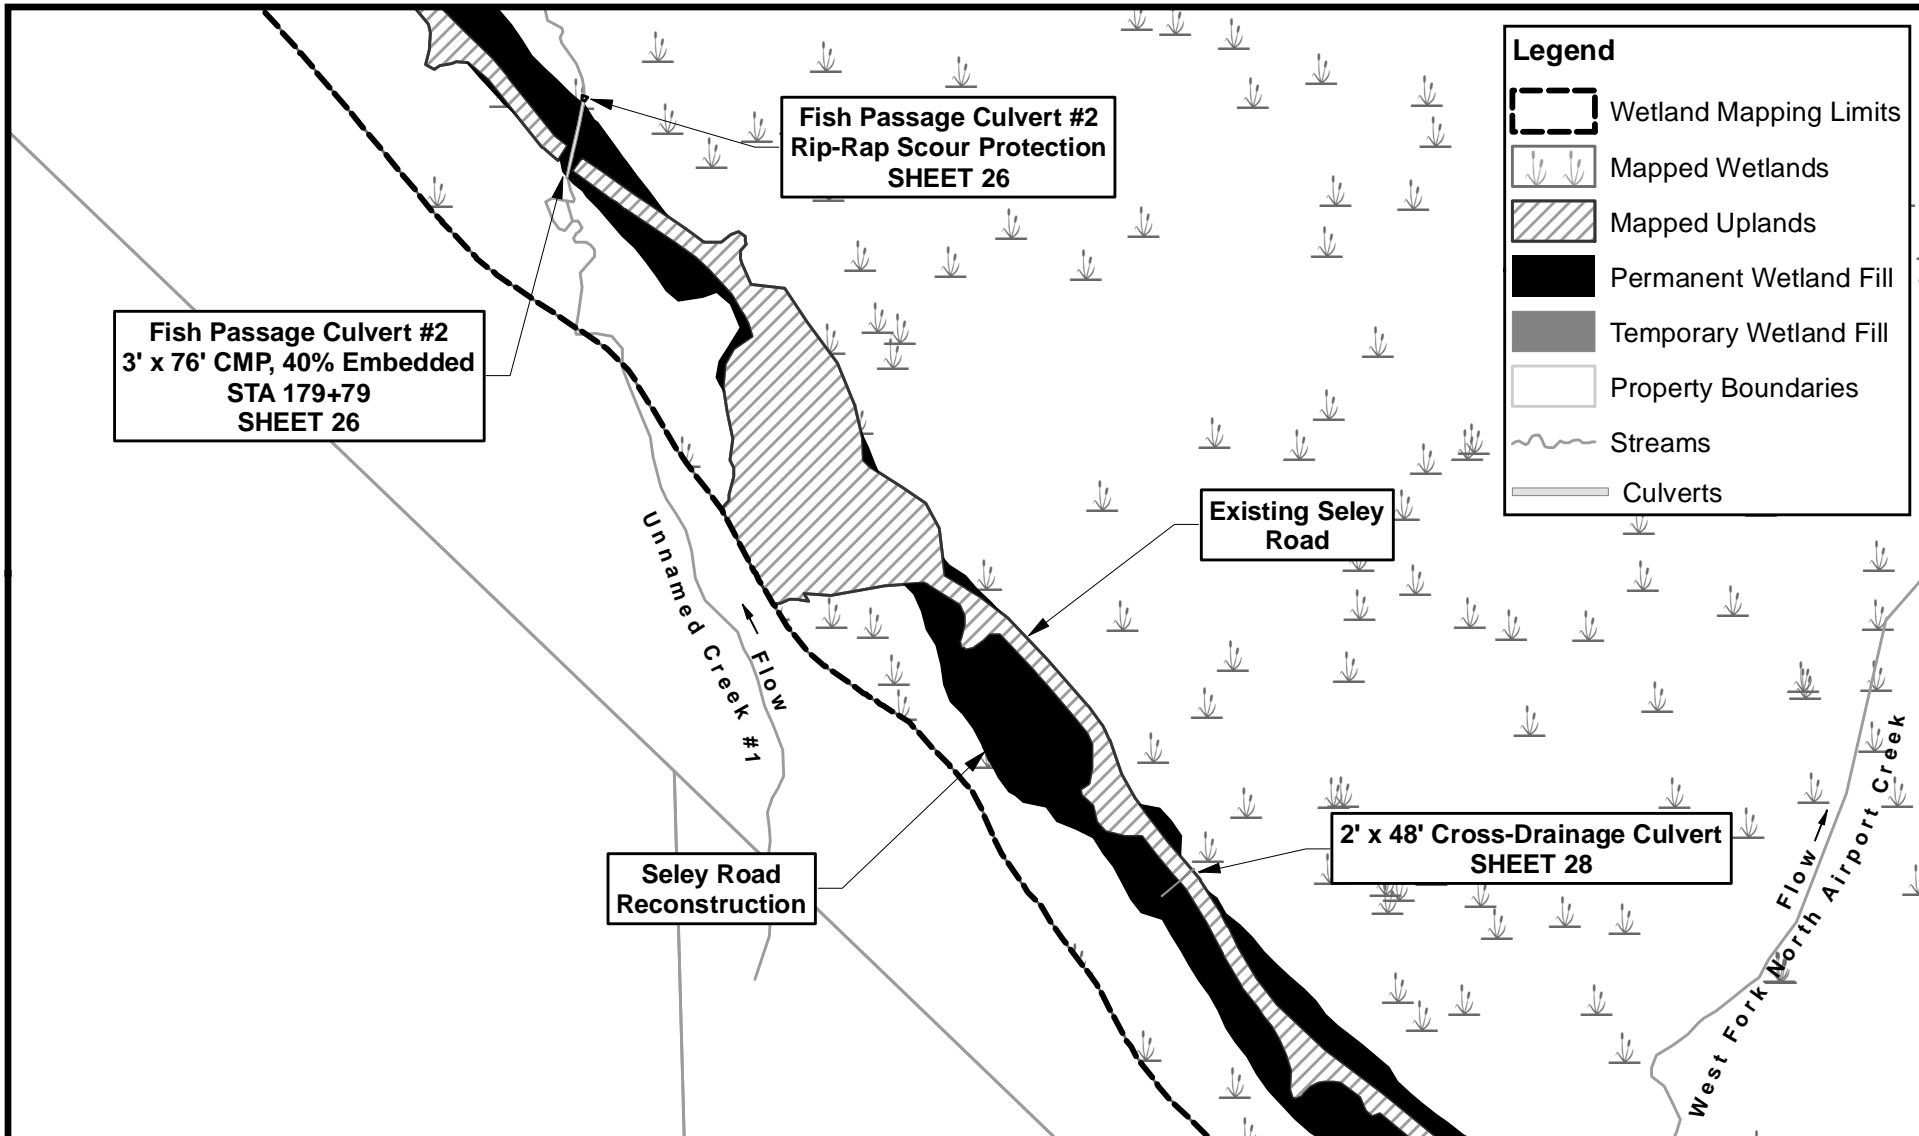 Fish Passage Culvert #2
Rip-Rap Scour Protection
SHEET 26
Legend
Wetland Mapping Limits
Mapped Wetlands
Mapped Uplands
Permanent Wetland Fill
Temporary Wetland Fill
Property Boundaries
Streams
Culverts
Fish Passage Culvert #2
3' x 76' CMP, 40% Embedded
STA 179+79
SHEET 26
Existing Seley
Road
Unnamed Creek #1
Flow
2' x 48' Cross-Drainage Culvert
SHEET 28
Seley Road
Reconstruction
Flow
West Fork North Airport Creek